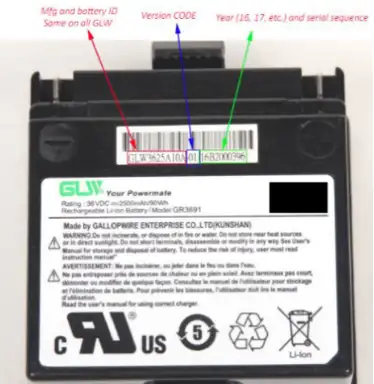 Mfg and battery ID
Same on all GLW
Version CODE
Year (16, 17, etc.) and serial sequence
GLW3625A10A-01 16B2000396
GLW Your Powermate
Rating : 36VDC 2500mAh/90Wh
Rechargeable Li-Ion Battery / Model GR3691
Made by GALLOPWIRE ENTERPRISE CO.,LTD(KUNSHAN)
WARNING:Do not incinerate, or dispose of in fire or water. Do not store near heat sources
or in direct sunlight. Do not short terminals, disassemble or modify in any way. See User's
Manual for storage and disposal of battery. To reduce the risk of injury, user must read
instruction manual"
AVERTISSEMENT: Ne pas incinérer, ou jeter dans le feu ou dans l'eau.
Ne pas entreposer près de sources de chaleur ou en plein soleil. Avec terminaux pas court,
démonter ou modifier de quelque façon. Consultez le manuel de l'utilisateur pour stockage
et l'élimination de batterie. Pour prévenir les blessures, l'utilisateur doit lire le manuel
d'utilisation.
Read the user's manual for using correct charger.
C RU US
5
Li-Ion